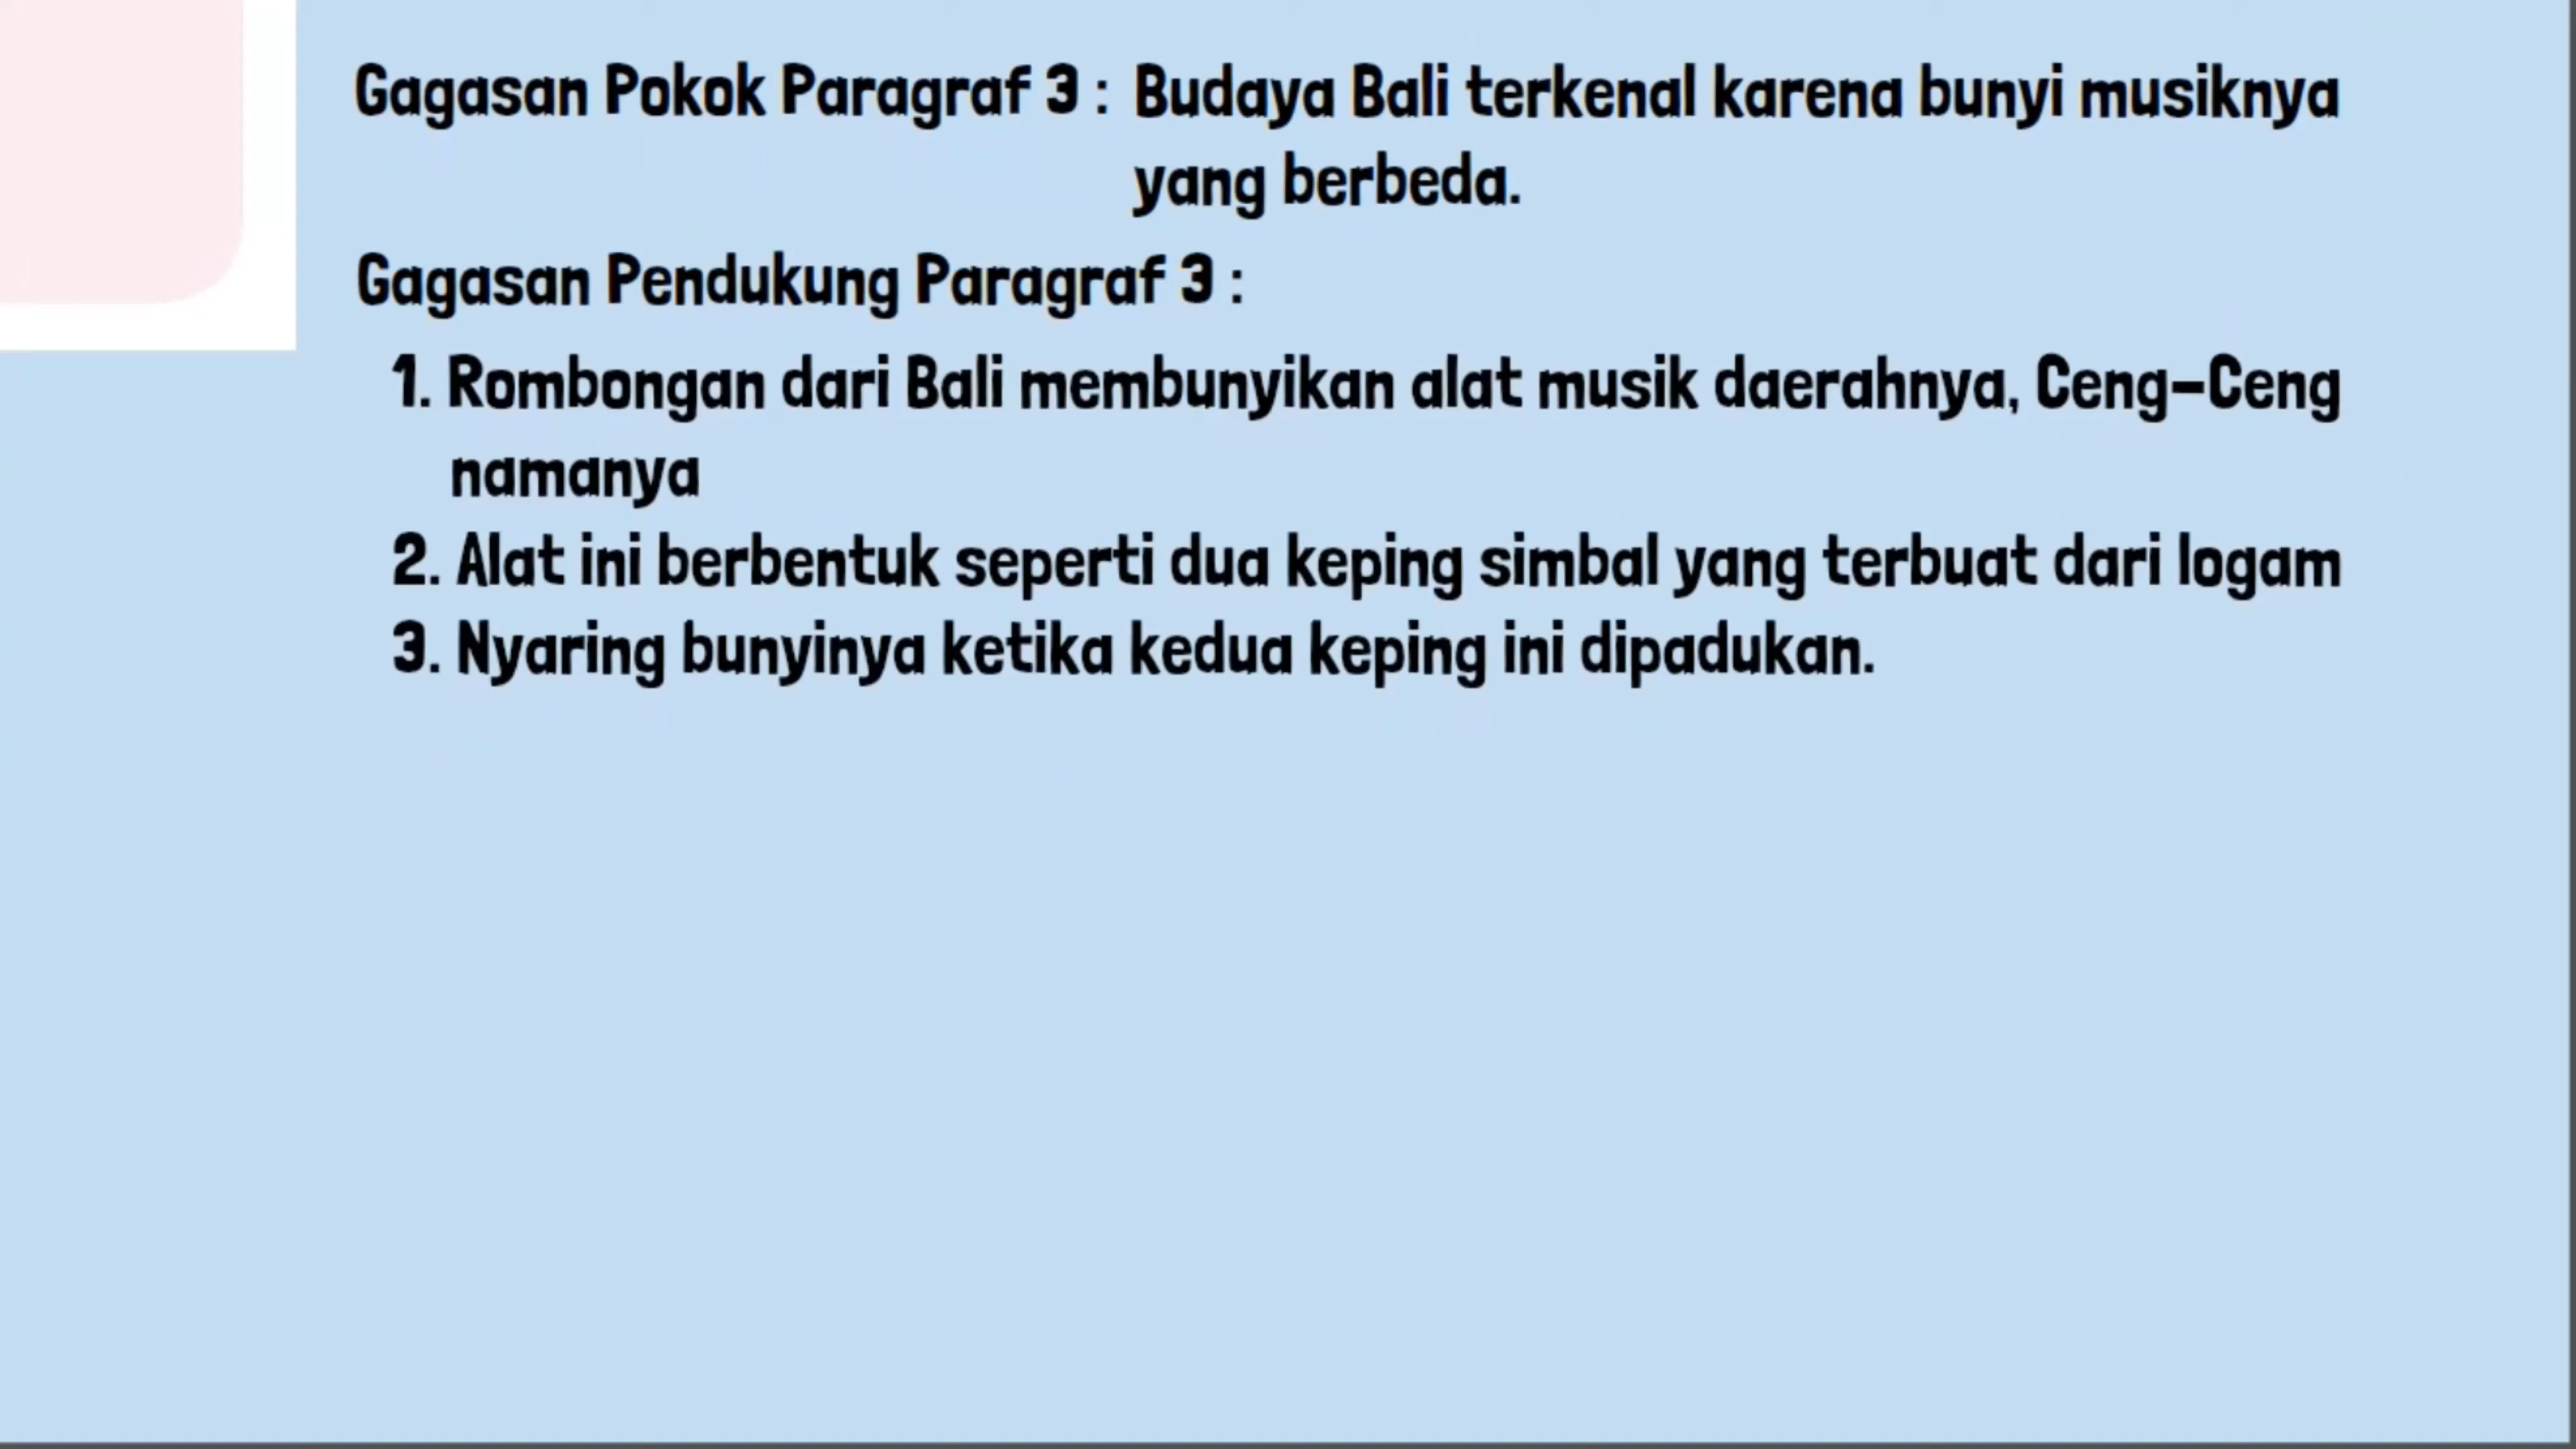 Gagasan Pokok Paragraf 3 : Budaya Bali terkenal karena bunyi musiknya
yang berbeda.
Gagasan Pendukung Paragraf 3 :
1. Rombongan dari Bali membunyikan alat musik daerahnya, Ceng-Ceng
namanya
2. Alat ini berbentuk seperti dua keping simbal yang terbuat dari logam
3. Nyaring bunyinya ketika kedua keping ini dipadukan.